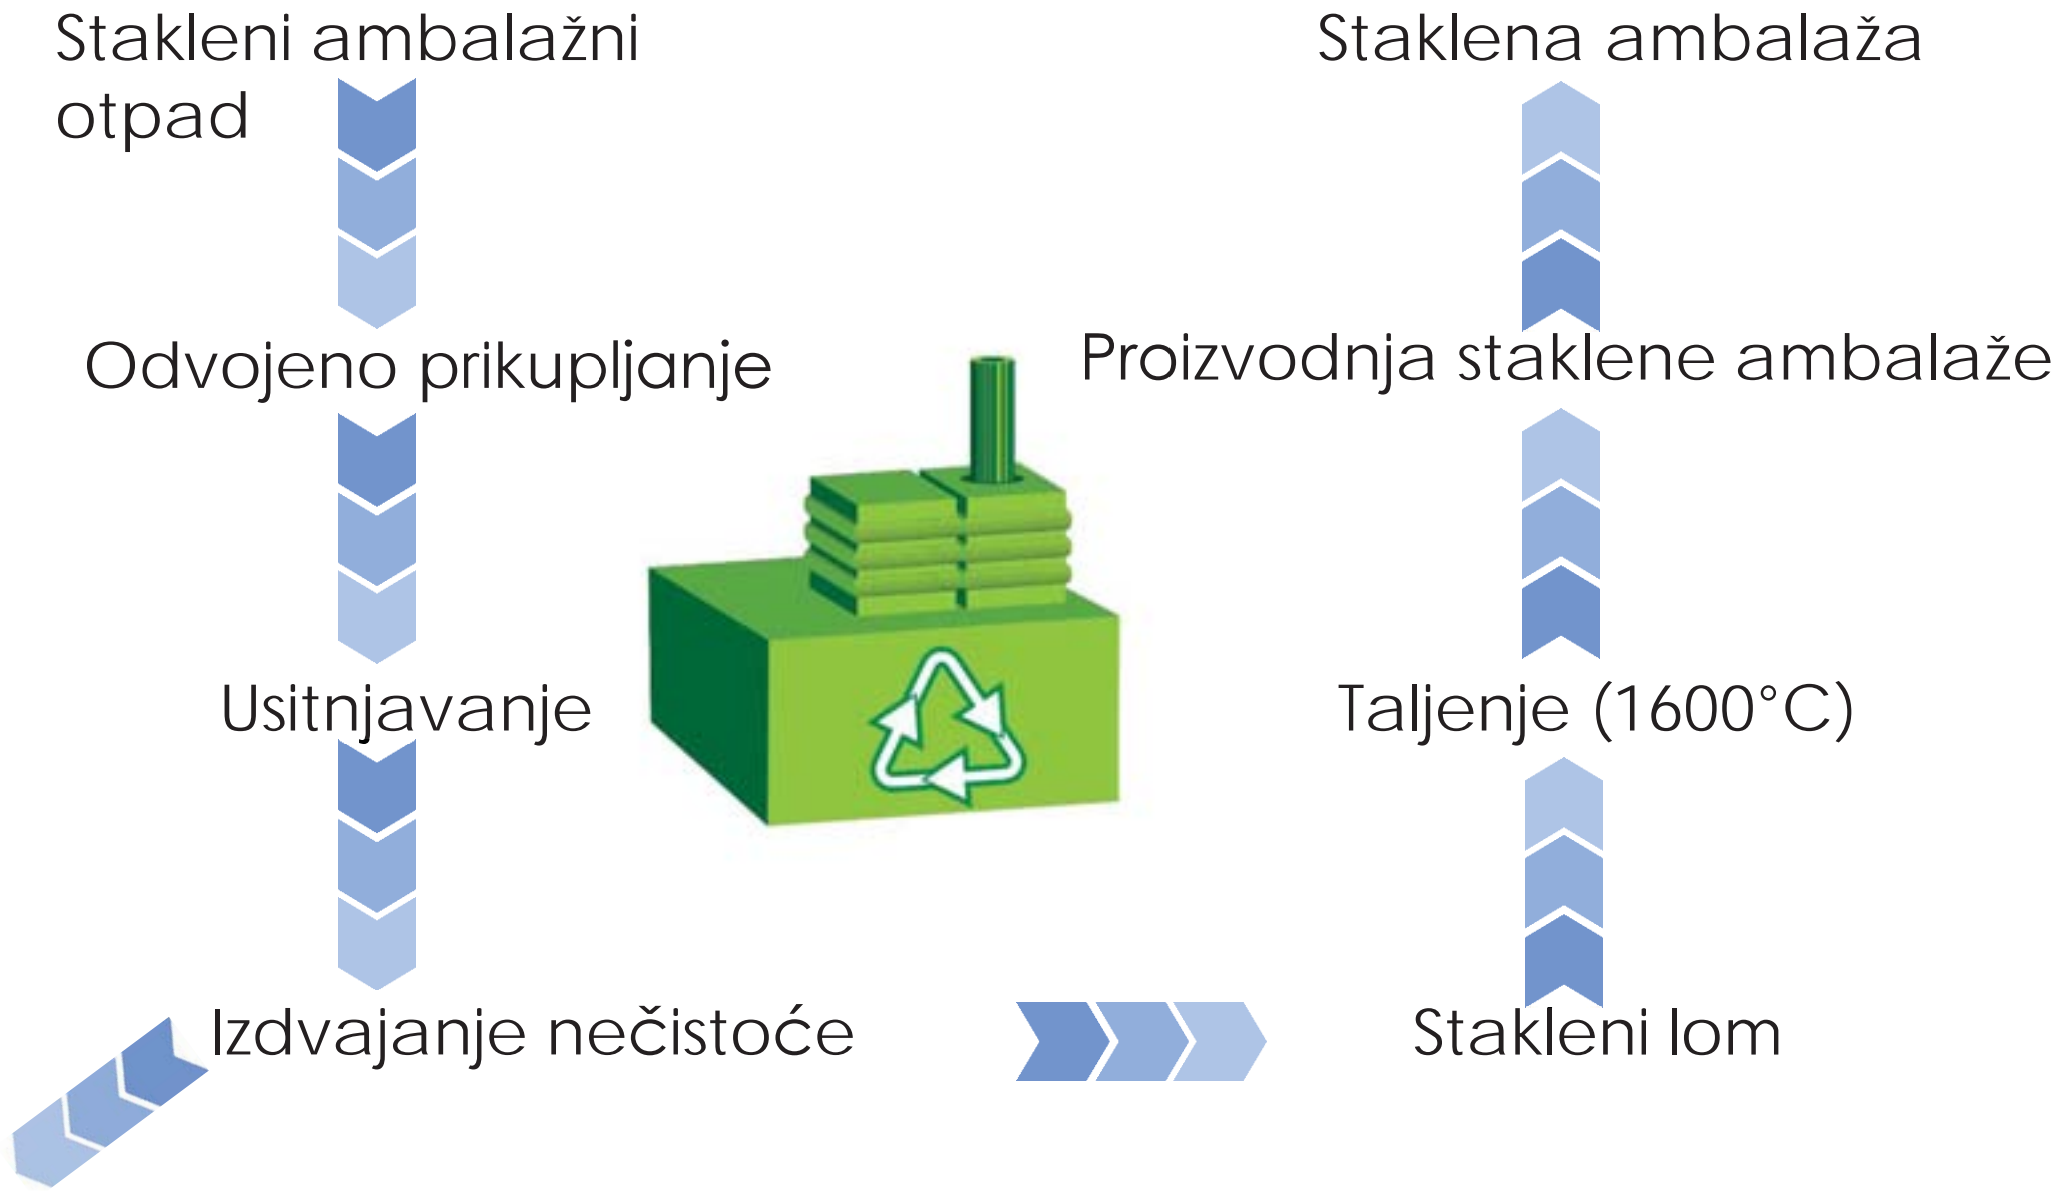 Stakleni ambalažni
otpad
Odvojeno prikupljanje
Usitnjavanje
Izdvajanje nečistoće
Stakleni lom
Taljenje (1600°C)
Proizvodnja staklene ambalaže
Staklena ambalaža